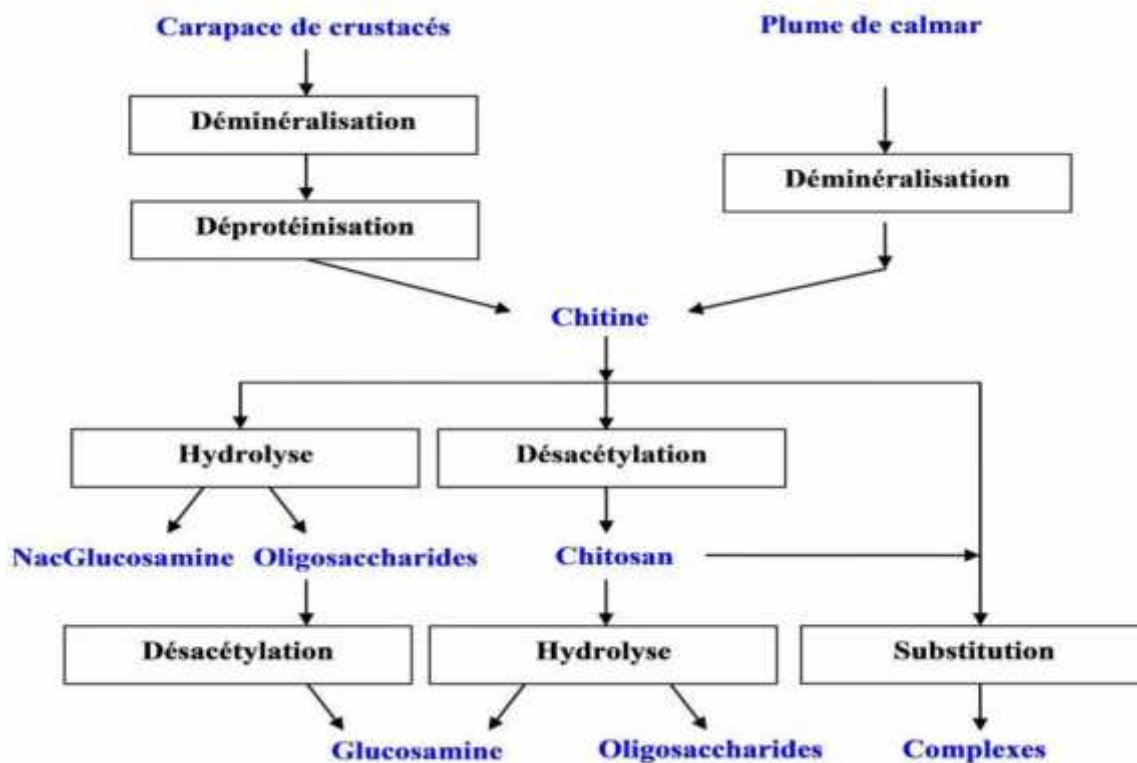 Carapace de crustacés
Plume de calmar
Déminéralisation
Déminéralisation
Déprotéinisation
Chitine
Hydrolyse
Désacétylation
NacGlucosamine
Oligosaccharides
Chitosan
Désacétylation
Hydrolyse
Substitution
Glucosamine
Oligosaccharides
Complexes